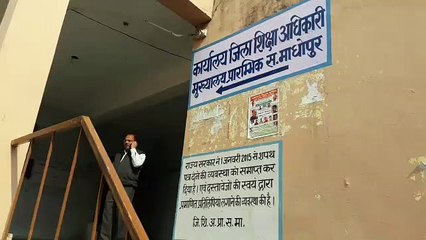 कार्यालय जिला शिक्षा अधिकारी
मुख्यालय प्रारम्भिक स. माधोपुर
राज्य सरकार ने 1 जनवरी 2015 से शपथ
पत्र देने की व्यवस्था को समाप्त कर
दिया है। एवं दस्तावेजों की स्वयं द्वारा
प्रमाणित प्रतिलिपियां लगाने की व्यवस्था की है।
जि. शि. अ. प्रा. स. मा.